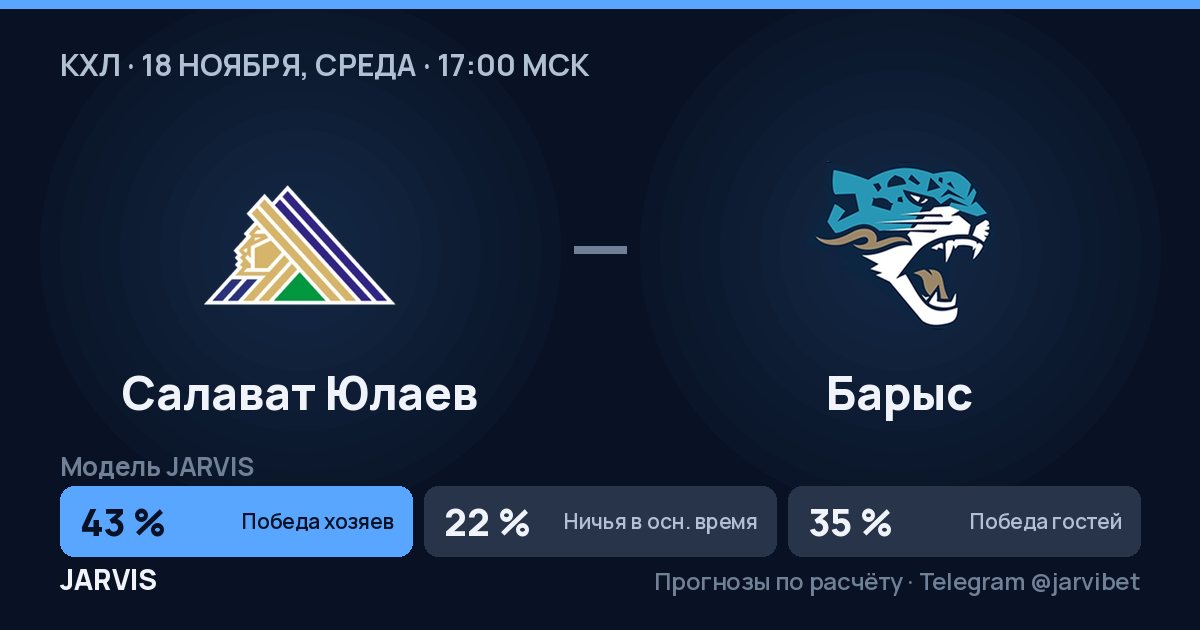 КХЛ · 18 НОЯБРЯ, СРЕДА · 17:00 МСК
Салават Юлаев
—
Барыс
Модель JARVIS
43 % Победа хозяев
22 % Ничья в осн. время
35 % Победа гостей
JARVIS
Прогнозы по расчёту · Telegram @jarvibet